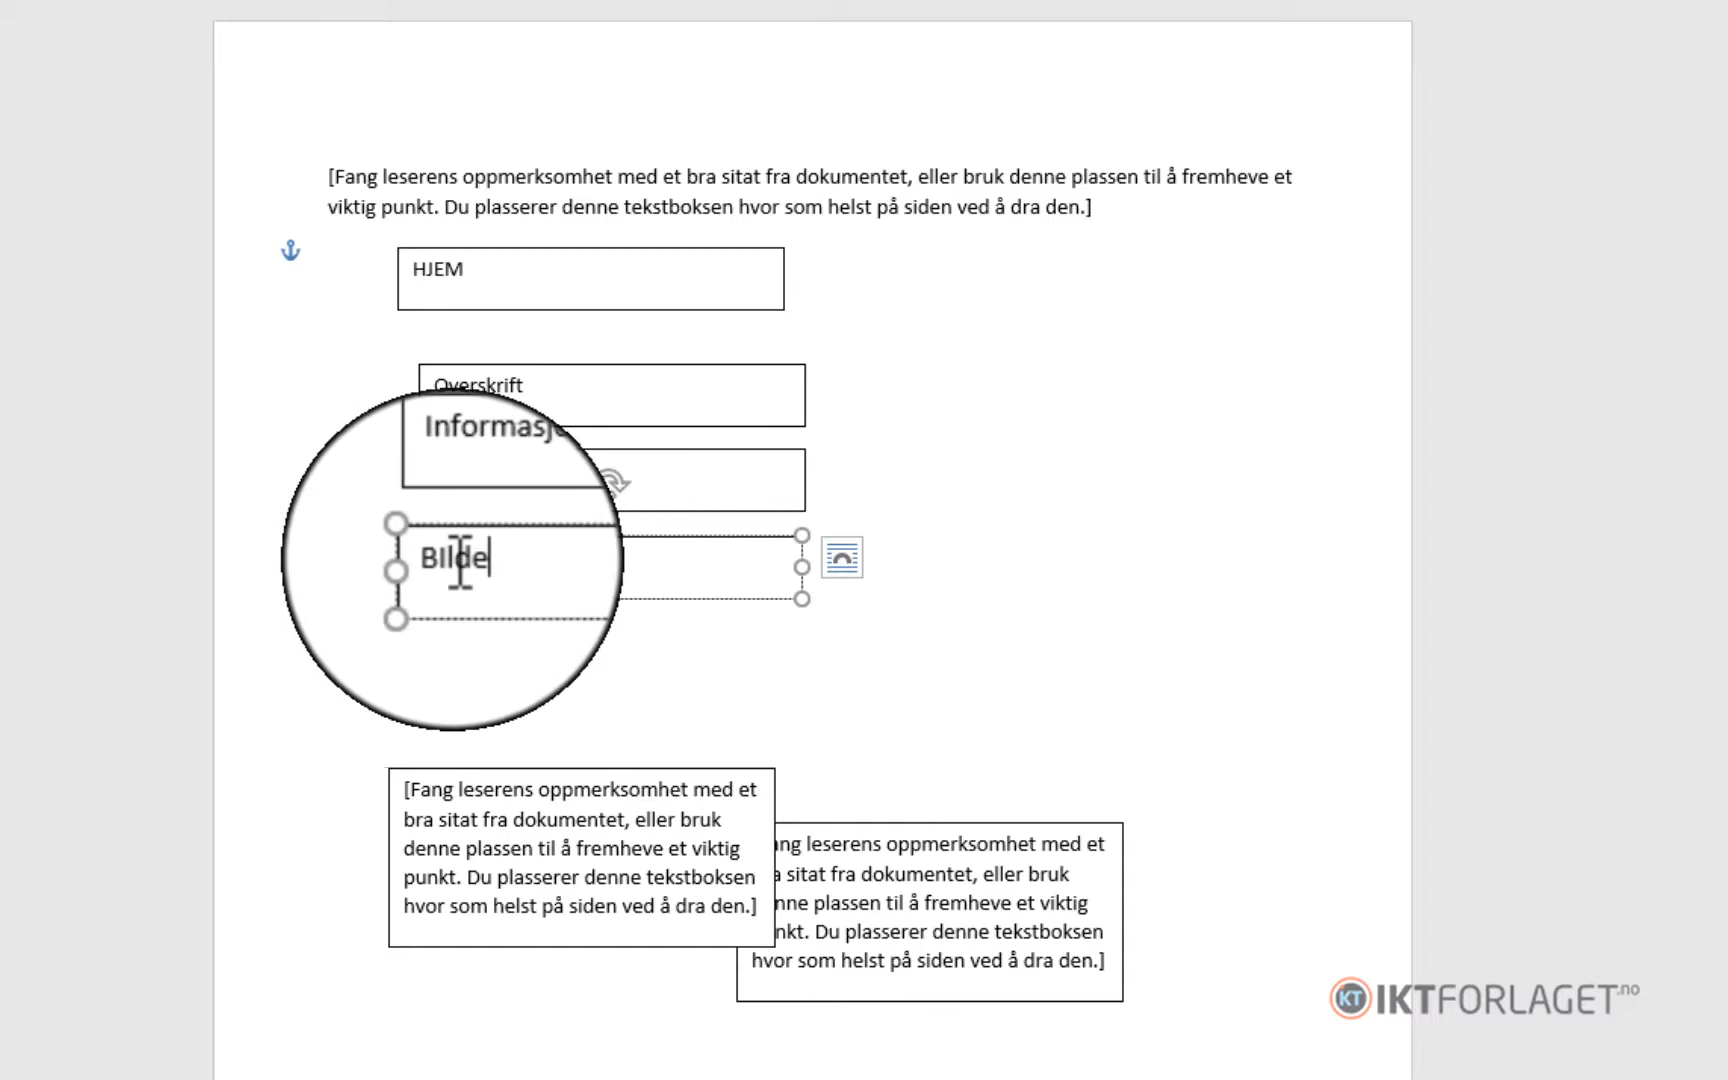 [Fang leserens oppmerksomhet med et bra sitat fra dokumentet, eller bruk denne plassen til å fremheve et
viktig punkt. Du plasserer denne tekstboksen hvor som helst på siden ved å dra den.]
HJEM
Overskrift
Informasj
BIlde
[Fang leserens oppmerksomhet med et
bra sitat fra dokumentet, eller bruk
denne plassen til å fremheve et viktig
punkt. Du plasserer denne tekstboksen
hvor som helst på siden ved å dra den.]
ng leserens oppmerksomhet med et
sitat fra dokumentet, eller bruk
nne plassen til å fremheve et viktig
nkt. Du plasserer denne tekstboksen
hvor som helst på siden ved å dra den.]
KT IKTFORLAGET.no